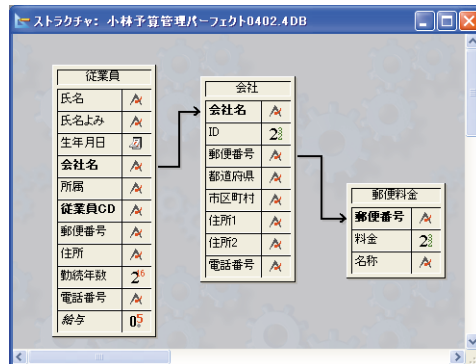 ストラクチャ: 小林予算管理パーフェクト0402.4DB
従業員
氏名
氏名よみ
生年月日
会社名
所属
従業員CD
郵便番号
住所
勤続年数
電話番号
給与
会社
会社名
ID
郵便番号
都道府県
市区町村
住所1
住所2
電話番号
郵便料金
郵便番号
料金
名称